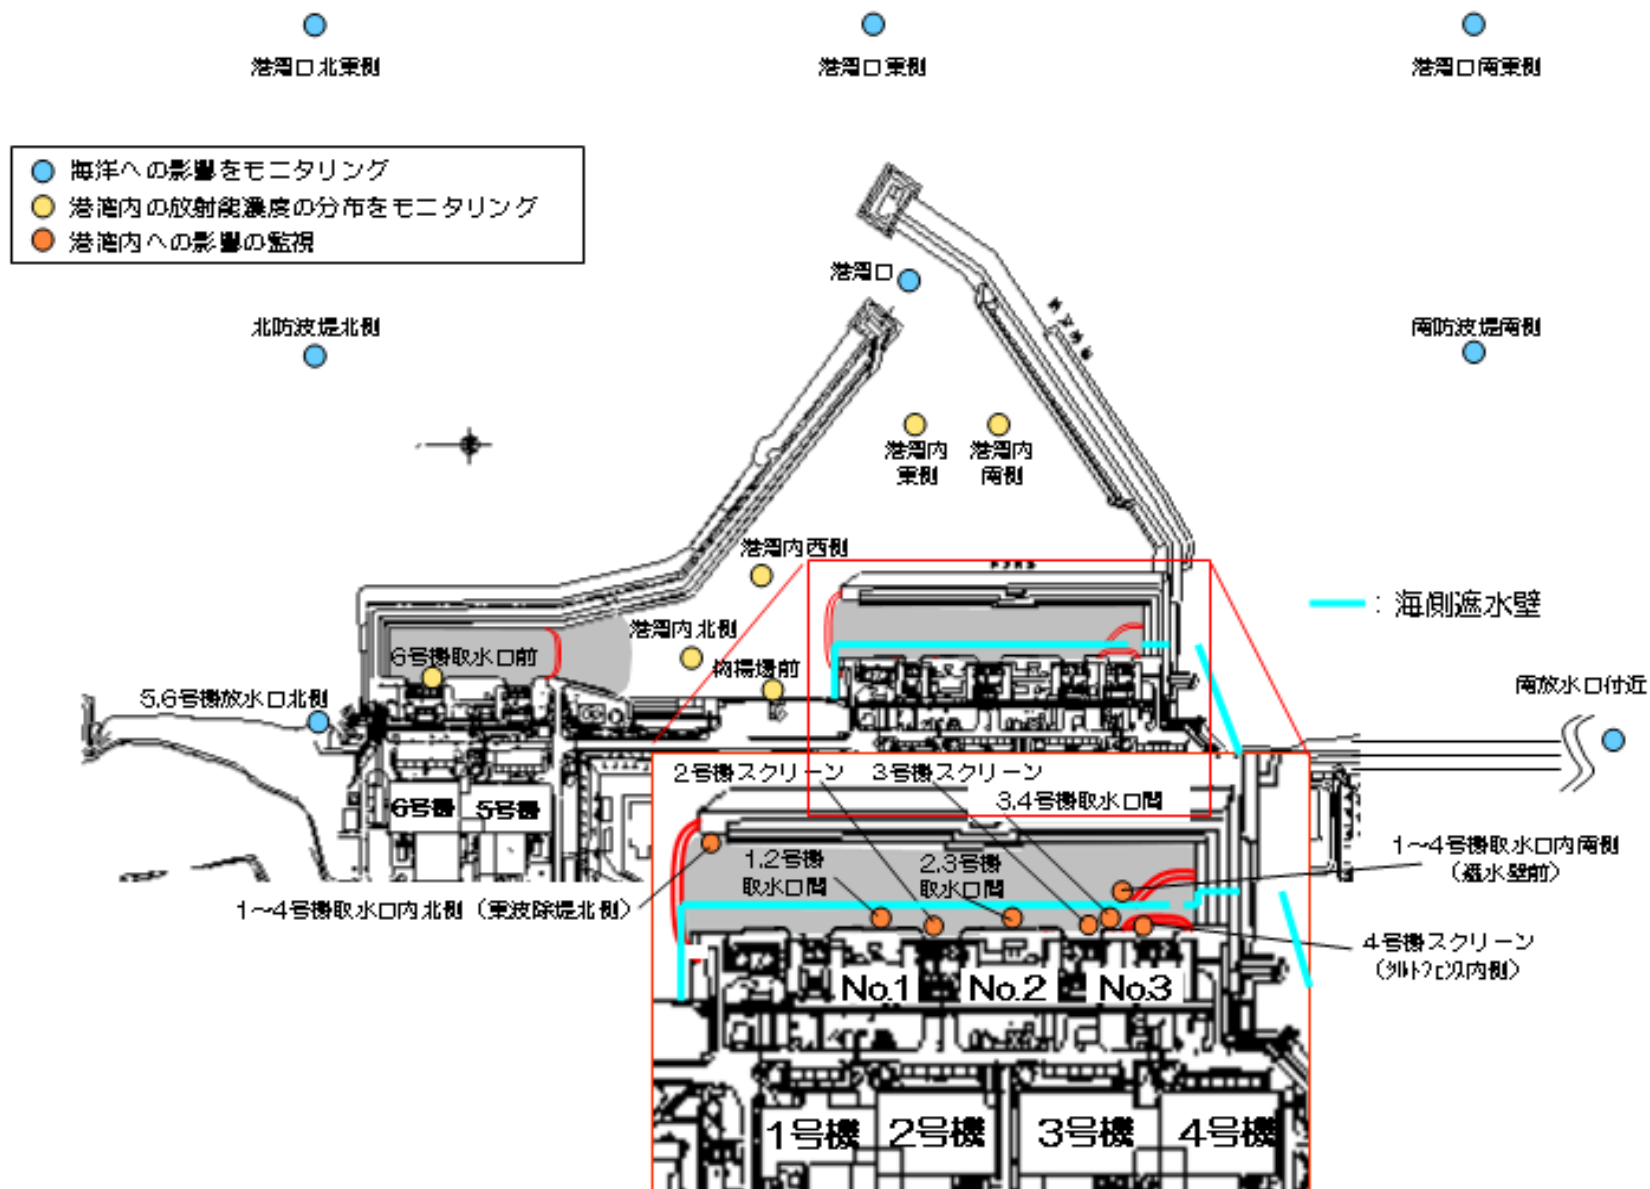 港湾口北東側
港湾口東側
港湾口南東側
海洋への影響をモニタリング
港湾内の放射能濃度の分布をモニタリング
港湾内への影響の監視
港湾口
北防波堤北側
南防波堤南側
港湾内
東側
港湾内
南側
港湾内西側
：海側遮水壁
港湾内北側
6号機取水口前
物揚場前
5,6号機放水口北側
南放水口付近
2号機スクリーン
3号機スクリーン
3,4号機取水口間
6号機
5号機
1,2号機
取水口間
2,3号機
取水口間
1～4号機取水口内南側
（遮水壁前）
1～4号機取水口内北側（東波除堤北側）
4号機スクリーン
（シルトフェンス内側）
No.1
No.2
No.3
1号機
2号機
3号機
4号機